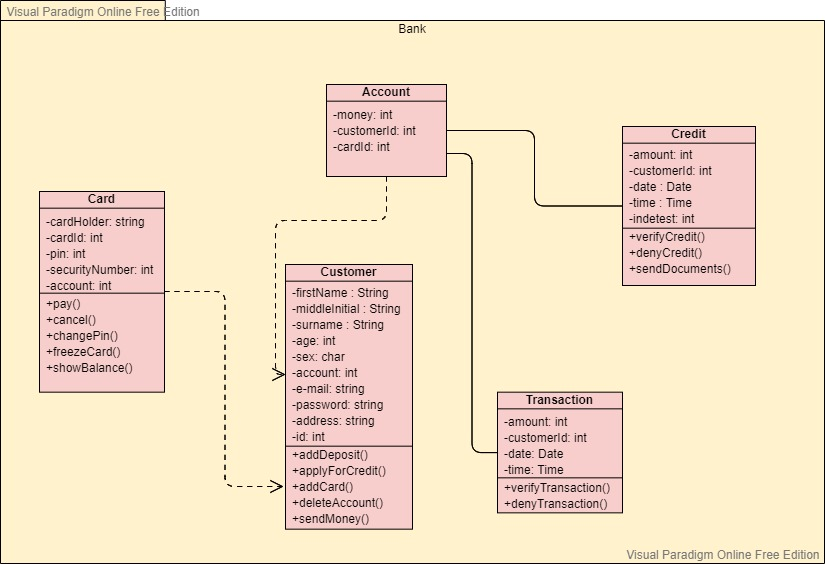 Visual Paradigm Online Free Edition
Bank
Account
-money: int
-customerId: int
-cardId: int
Credit
-amount: int
-customerId: int
-date : Date
-time : Time
-indetest: int
+verifyCredit()
+denyCredit()
+sendDocuments()
Card
-cardHolder: string
-cardId: int
-pin: int
-securityNumber: int
-account: int
+pay()
+cancel()
+changePin()
+freezeCard()
+showBalance()
Customer
-firstName : String
-middleInitial : String
-surname : String
-age: int
-sex: char
-account: int
-e-mail: string
-password: string
-address: string
-id: int
+addDeposit()
+applyForCredit()
+addCard()
+deleteAccount()
+sendMoney()
Transaction
-amount: int
-customerId: int
-date: Date
-time: Time
+verifyTransaction()
+denyTransaction()
Visual Paradigm Online Free Edition